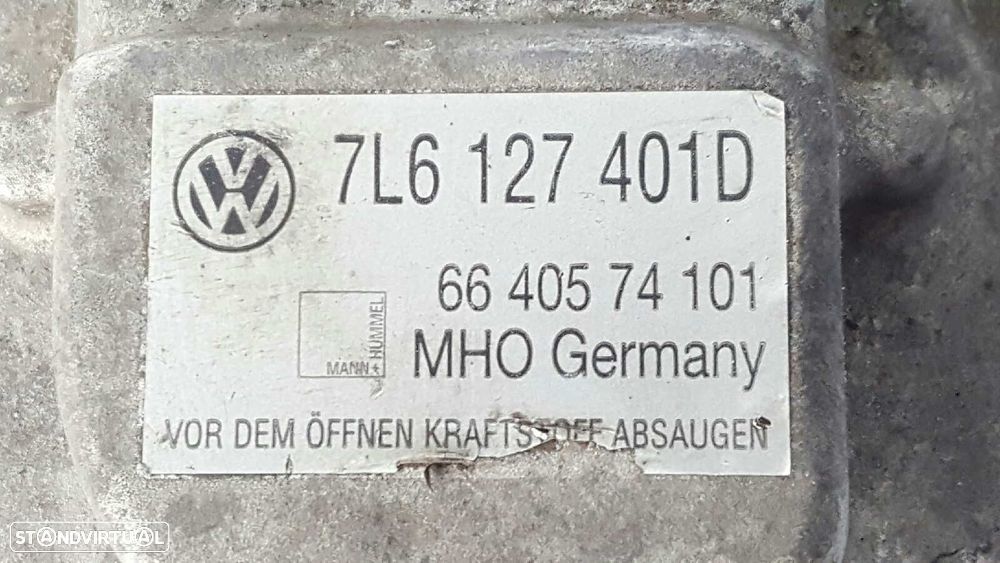 7L6 127 401D
66 405 74 101
MANN+HUMMEL
MHO Germany
VOR DEM ÖFFNEN KRAFTSTOFF ABSAUGEN
STANDVIRTUAL